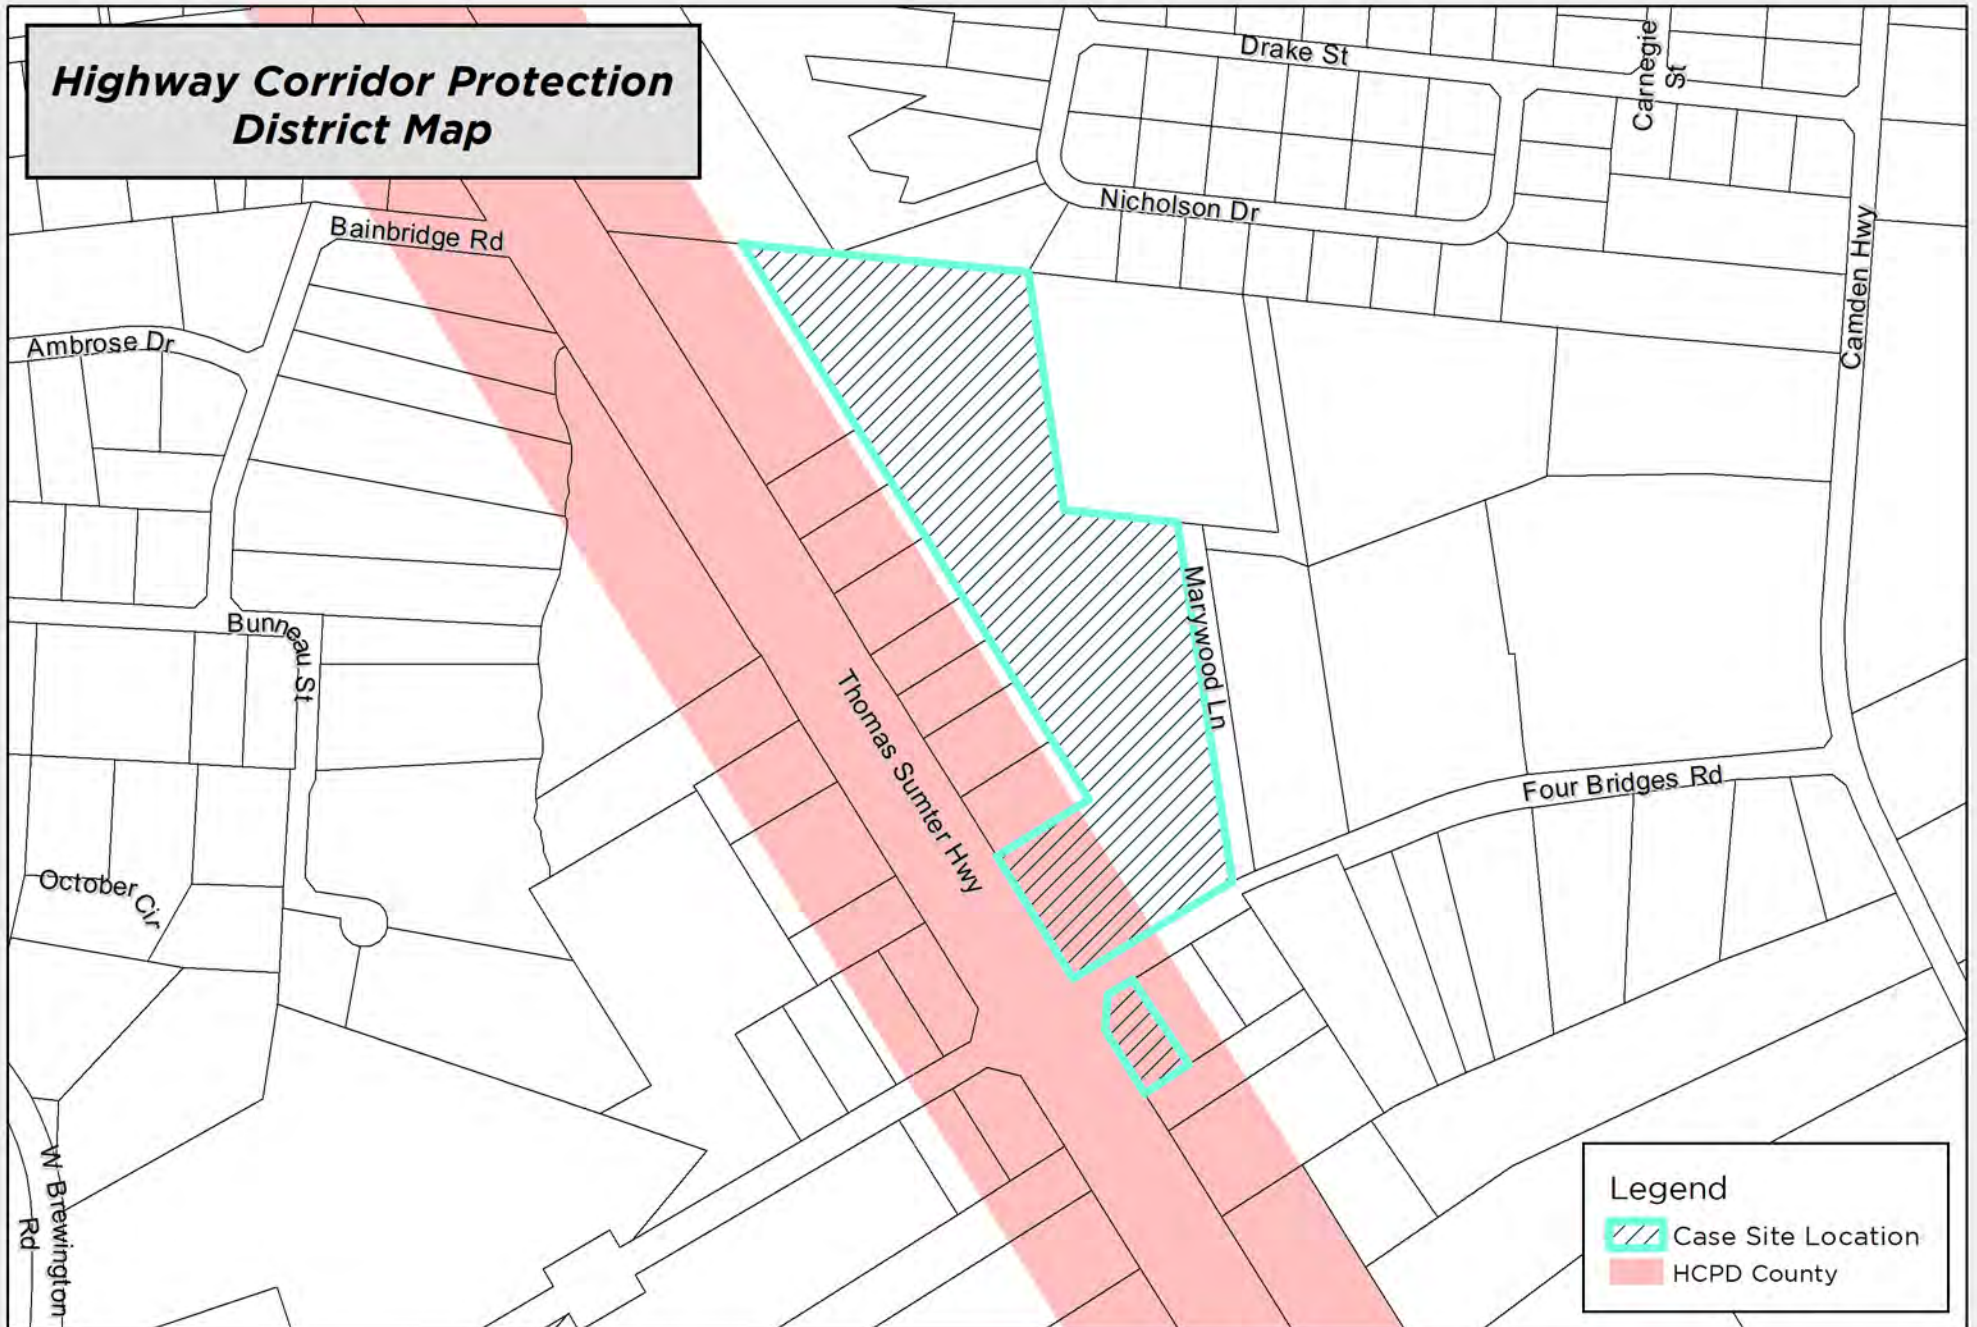 Highway Corridor Protection
District Map
Drake St
Carnegie
St
Nicholson Dr
Bainbridge Rd
Camden Hwy
Ambrose Dr
Marywood Ln
Bunneau St
Thomas Sumter Hwy
Four Bridges Rd
October Cir
W Brewington
Rd
Legend
Case Site Location
HCPD County